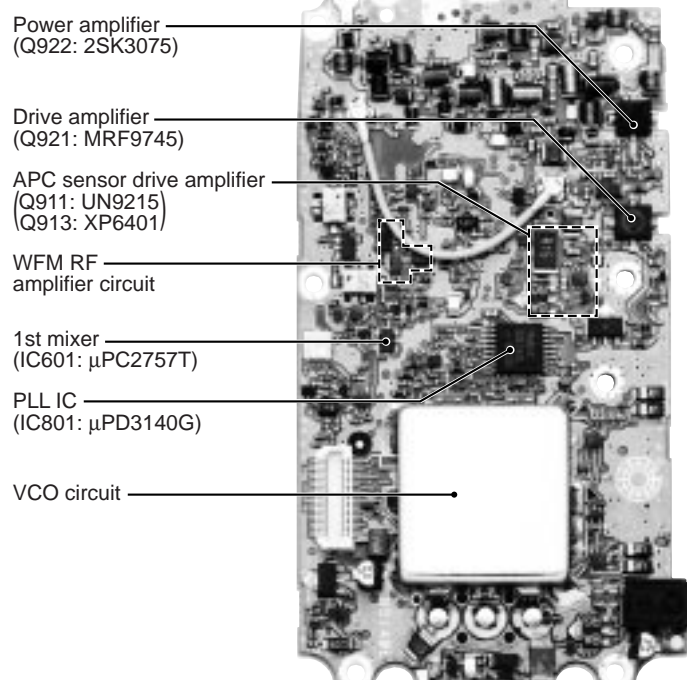 Power amplifier
(Q922: 2SK3075)
Drive amplifier
(Q921: MRF9745)
APC sensor drive amplifier
(Q911: UN9215
Q913: XP6401)
WFM RF
amplifier circuit
1st mixer
(IC601: µPC2757T)
PLL IC
(IC801: µPD3140G)
VCO circuit